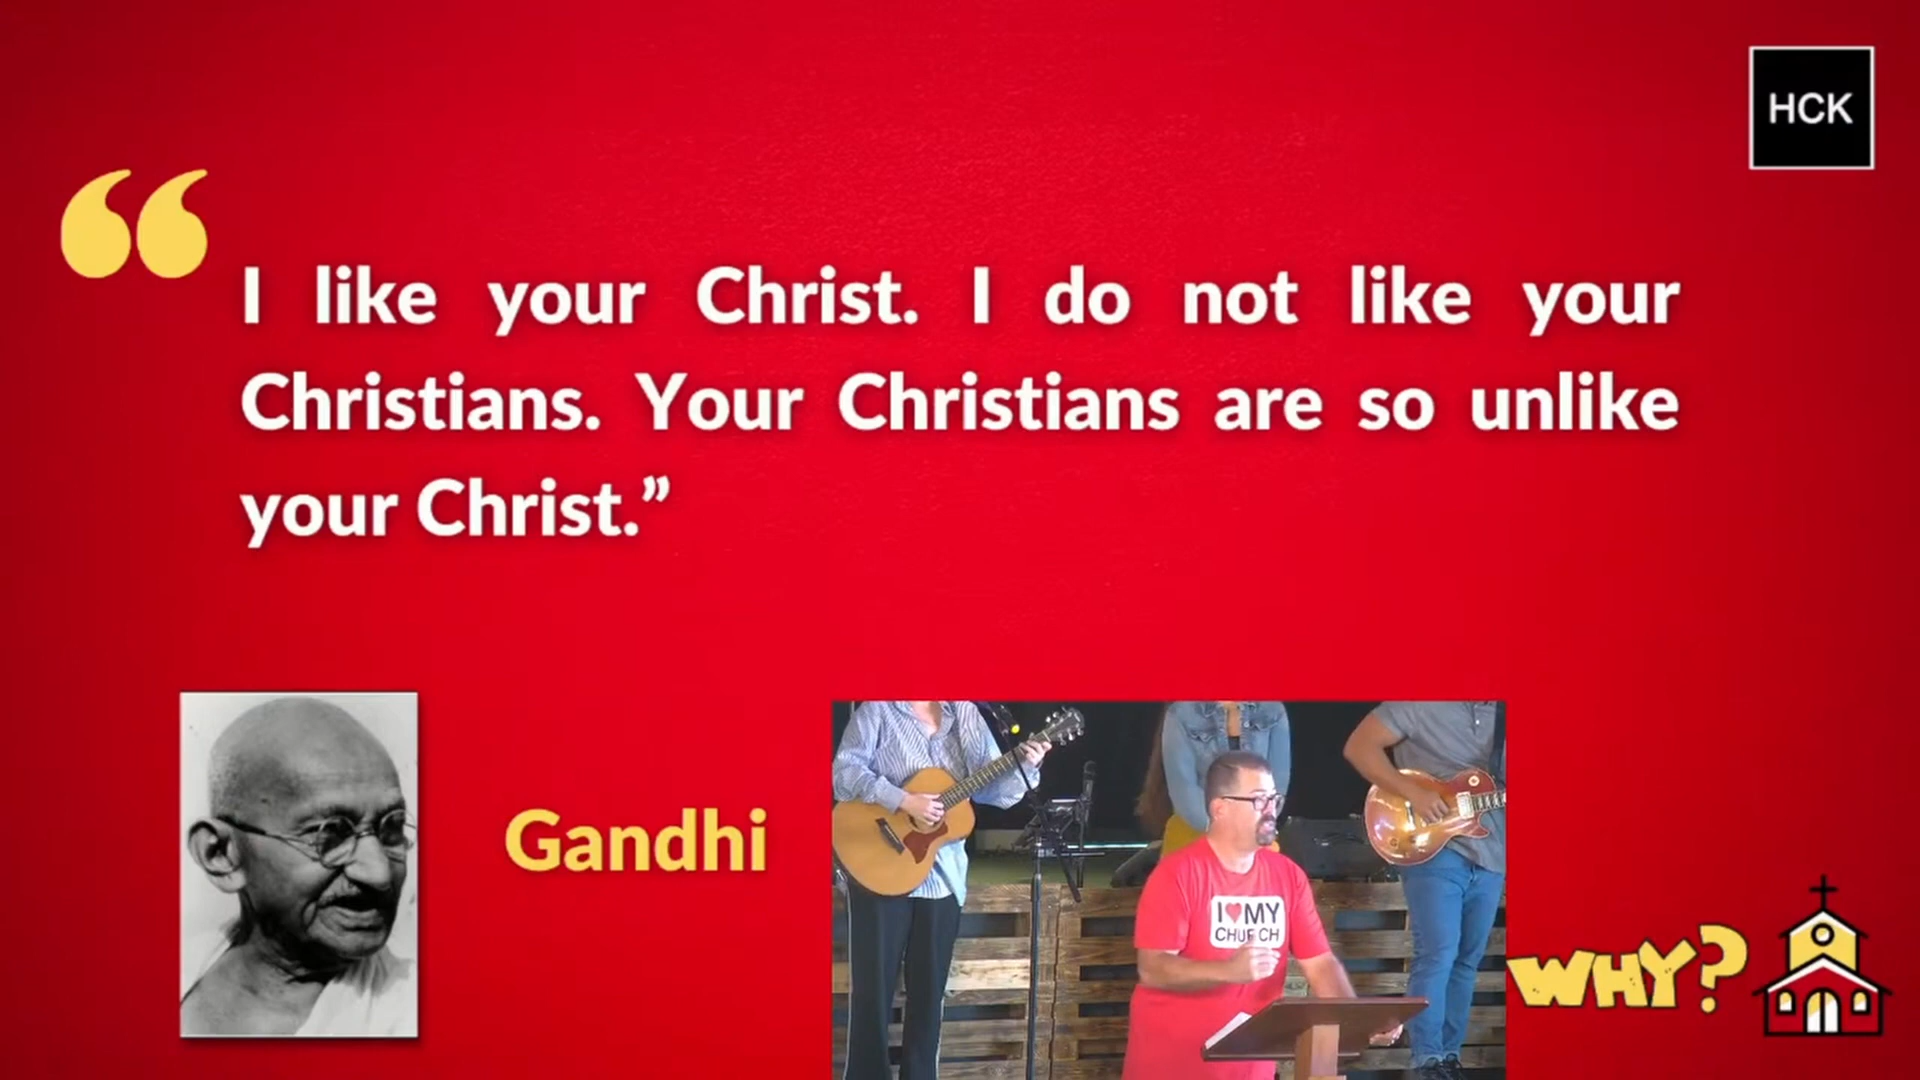 HCK
“I like your Christ. I do not like your
Christians. Your Christians are so unlike
your Christ.”
Gandhi
I❤MY
CHURCH
WHY?